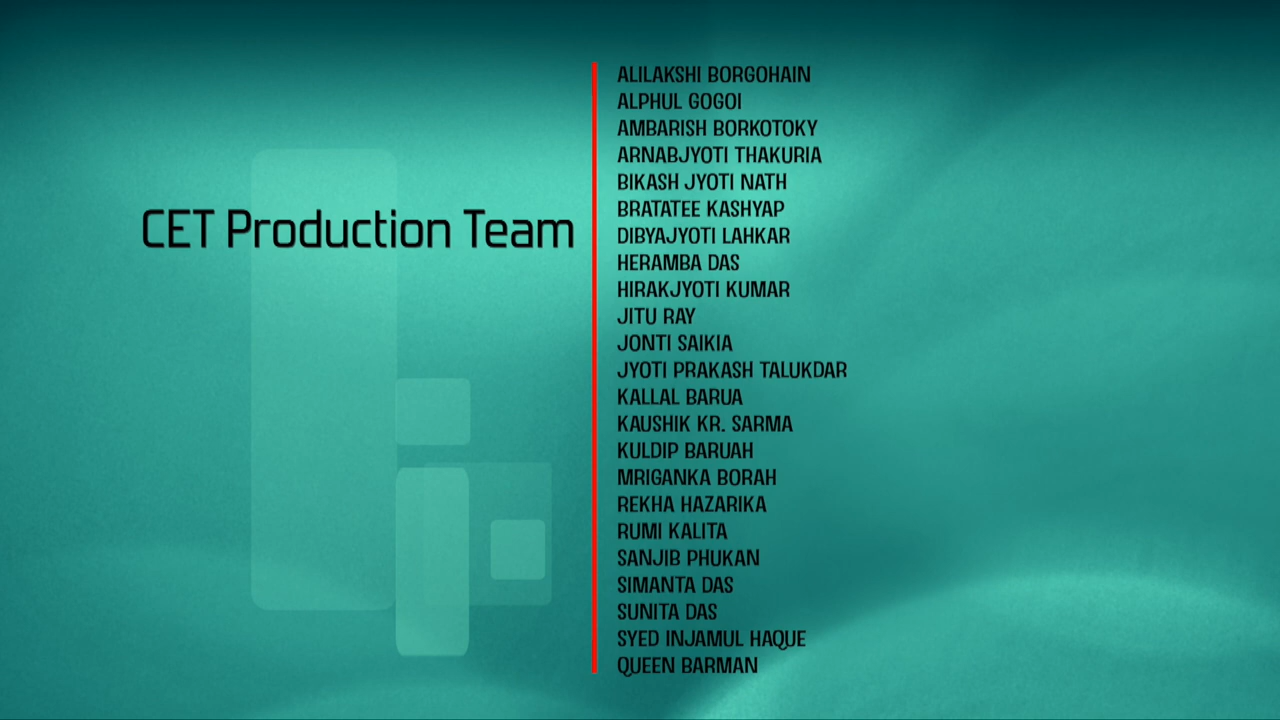 CET Production Team
ALILAKSHI BORGOHAIN
ALPHUL GOGOI
AMBARISH BORKOTOKY
ARNABJYOTI THAKURIA
BIKASH JYOTI NATH
BRATATEE KASHYAP
DIBYAJYOTI LAHKAR
HERAMBA DAS
HIRAKJYOTI KUMAR
JITU RAY
JONTI SAIKIA
JYOTI PRAKASH TALUKDAR
KALLAL BARUA
KAUSHIK KR. SARMA
KULDIP BARUAH
MRIGANKA BORAH
REKHA HAZARIKA
RUMI KALITA
SANJIB PHUKAN
SIMANTA DAS
SUNITA DAS
SYED INJAMUL HAQUE
QUEEN BARMAN